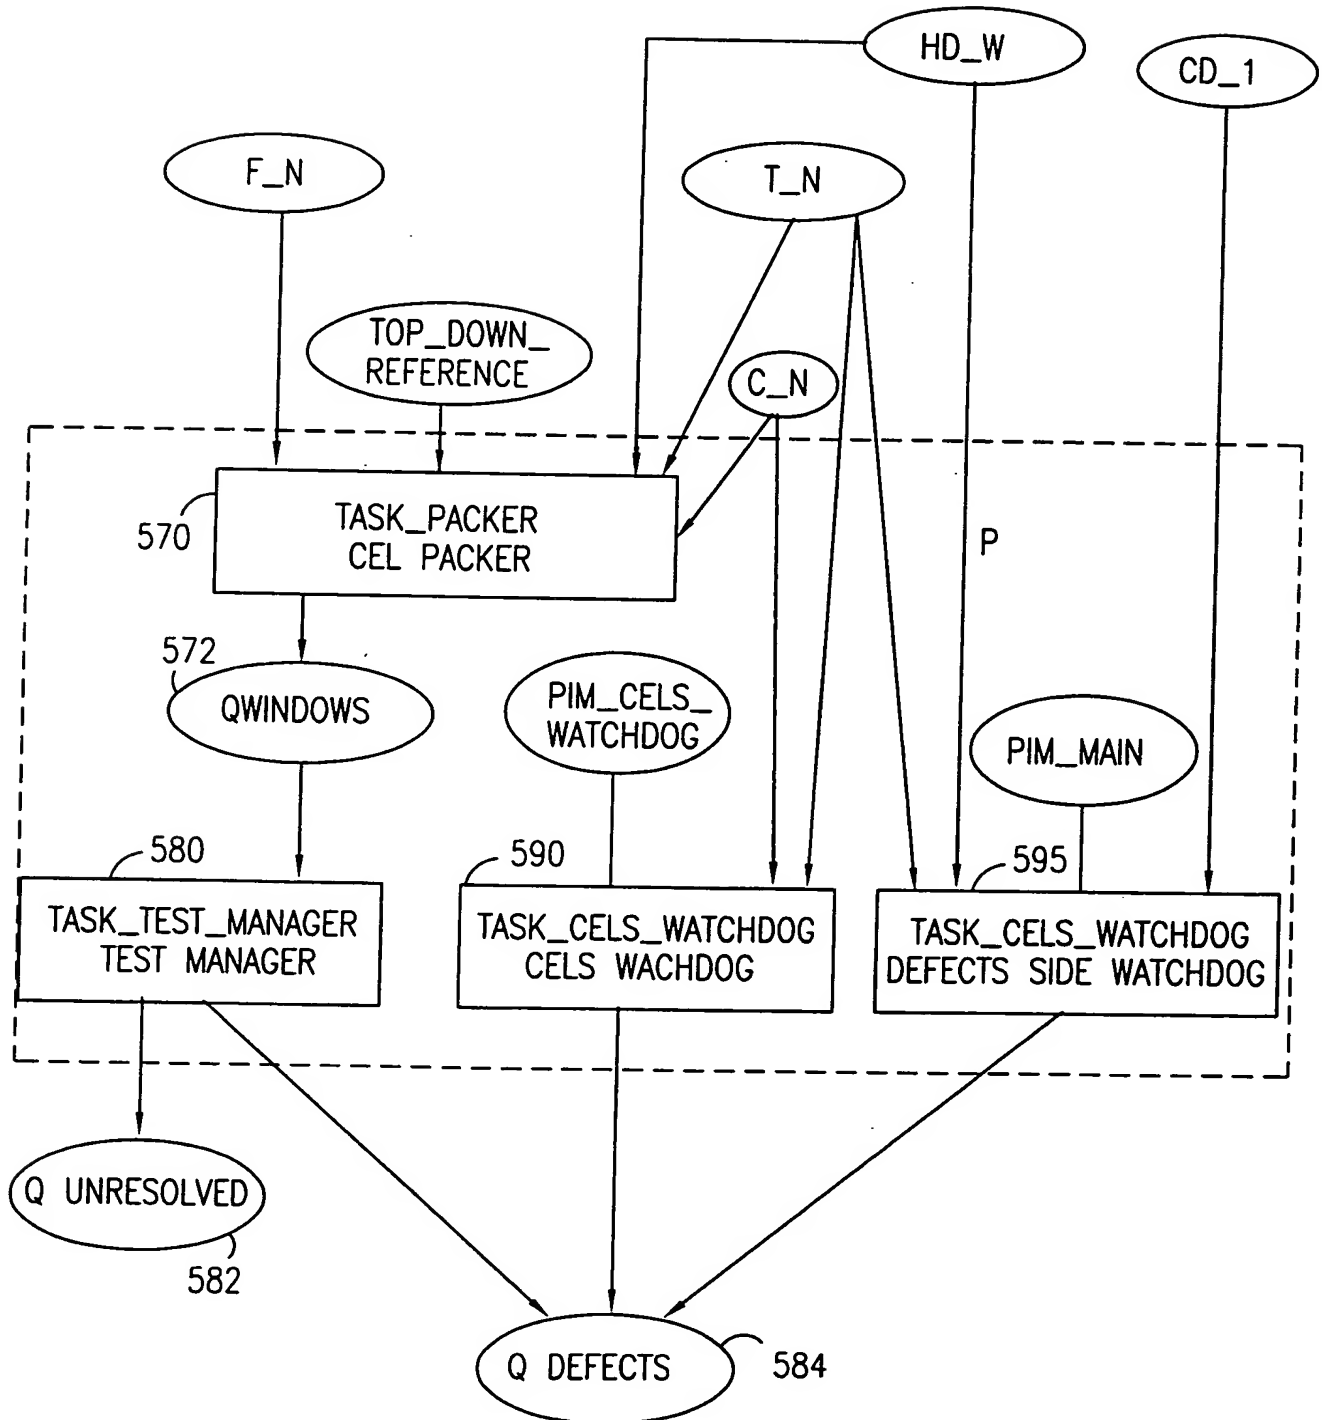 HD_W
CD_1
F_N
T_N
TOP_DOWN_
REFERENCE
C_N
570
TASK_PACKER
CEL PACKER
P
572
QWINDOWS
PIM_CELS_
WATCHDOG
PIM_MAIN
580
590
595
TASK_TEST_MANAGER
TEST MANAGER
TASK_CELS_WATCHDOG
CELS WACHDOG
TASK_CELS_WATCHDOG
DEFECTS SIDE WATCHDOG
Q UNRESOLVED
582
Q DEFECTS
584